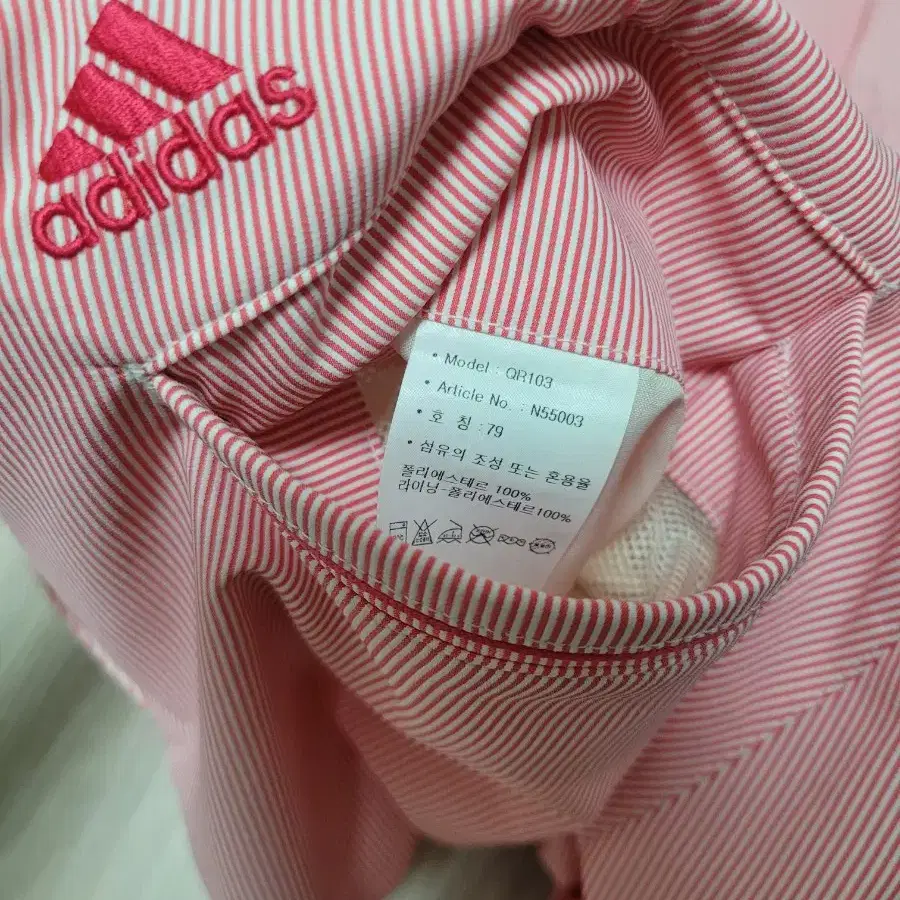 adidas
• Model : QR103
• Article No. : N55003
• 호 칭 : 79
• 섬유의 조성 또는 혼용율
폴리에스테르 100%
라이닝-폴리에스테르100%